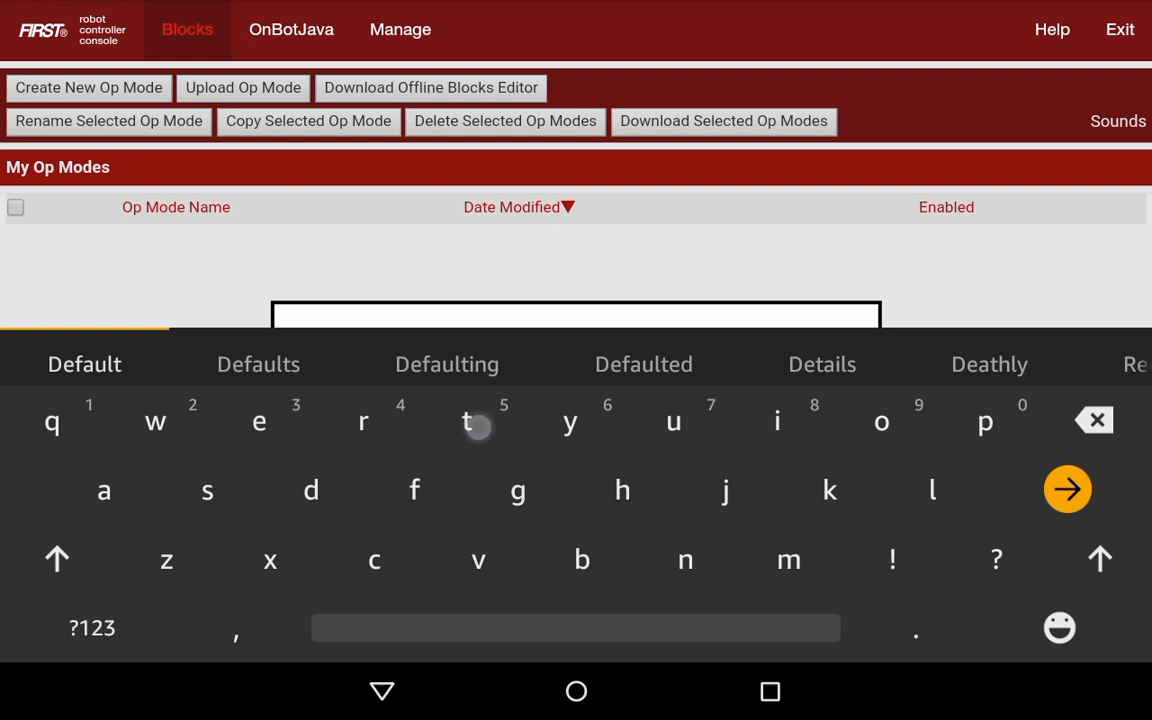 FIRST® robot controller console Blocks OnBotJava Manage Help Exit
Create New Op Mode Upload Op Mode Download Offline Blocks Editor
Rename Selected Op Mode Copy Selected Op Mode Delete Selected Op Modes Download Selected Op Modes Sounds
My Op Modes
Op Mode Name Date Modified▼ Enabled
Default Defaults Defaulting Defaulted Details Deathly Re
q 1 w 2 e 3 r 4 t 5 y 6 u 7 i 8 o 9 p 0
a s d f g h j k l
z x c v b n m ! ?
?123 , .